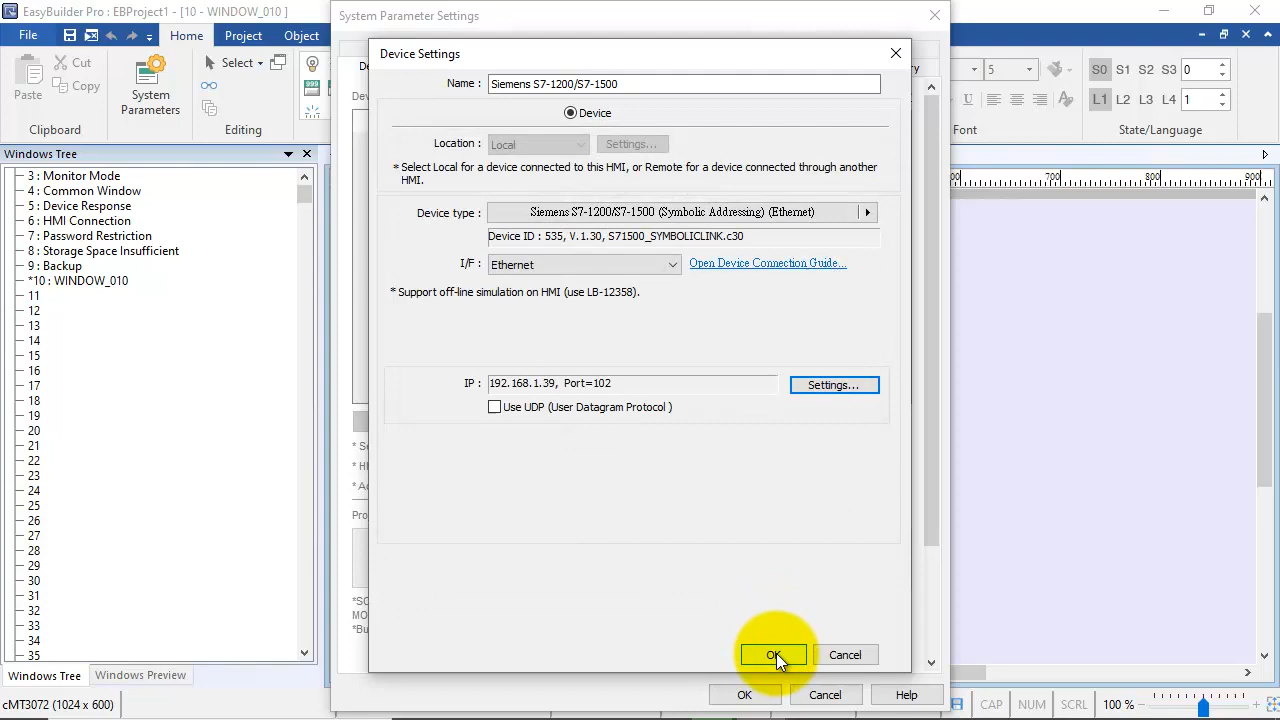 EasyBuilder Pro : EBProject1 - [10 - WINDOW_010 ]
System Parameter Settings
File
Home
Project
Object
Device Settings
Paste
Cut
Copy
Clipboard
System
Parameters
Select
Editing
5
S0 S1 S2 S3 0
L1 L2 L3 L4 1
Font
State/Language
Name : Siemens S7-1200/S7-1500
Device
Location : Local Settings...
* Select Local for a device connected to this HMI, or Remote for a device connected through another
HMI.
Device type : Siemens S7-1200/S7-1500 (Symbolic Addressing) (Ethernet)
Device ID : 535, V.1.30, S71500_SYMBOLICLINK.c30
I/F : Ethernet Open Device Connection Guide...
* Support off-line simulation on HMI (use LB-12358).
IP : 192.168.1.39, Port=102 Settings...
Use UDP (User Datagram Protocol )
OK Cancel
OK Cancel Help
Windows Tree
3 : Monitor Mode
4 : Common Window
5 : Device Response
6 : HMI Connection
7 : Password Restriction
8 : Storage Space Insufficient
9 : Backup
*10 : WINDOW_010
11
12
13
14
15
16
17
18
19
20
21
22
23
24
25
26
27
28
29
30
31
32
33
34
35
Windows Tree Windows Preview
700 800 900
cMT3072 (1024 x 600)
CAP NUM SCRL 100 %